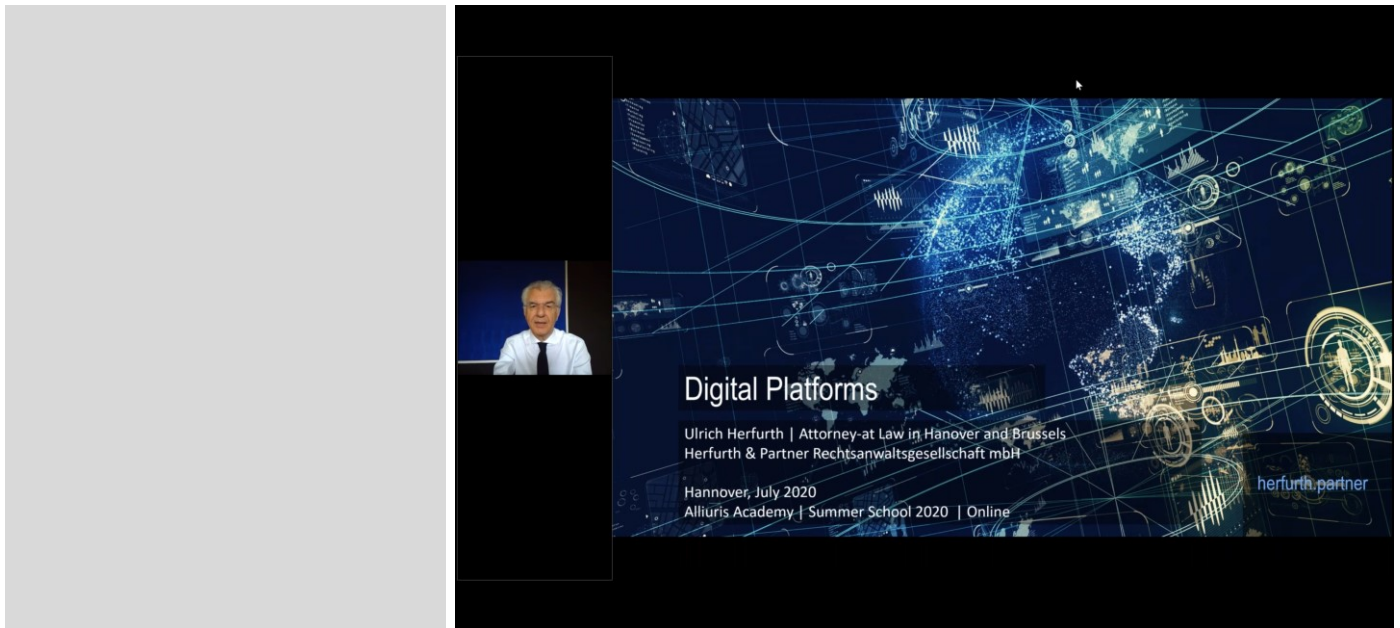 Digital Platforms
Ulrich Herfurth | Attorney-at Law in Hanover and Brussels
Herfurth & Partner Rechtsanwaltsgesellschaft mbH
Hannover, July 2020
Alliuris Academy | Summer School 2020 | Online
herfurth.partner